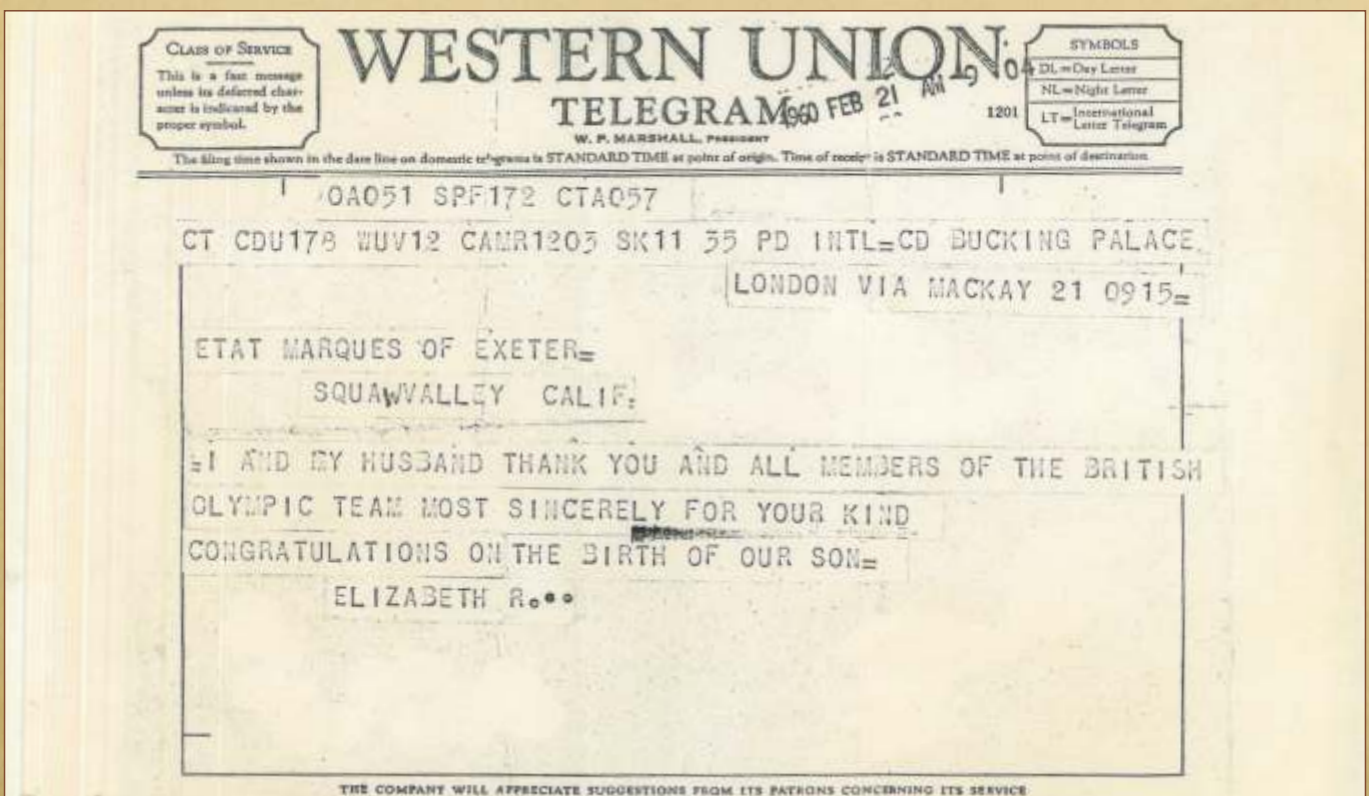 CLASS OF SERVICE
This is a fast message
unless its deferred char-
acter is indicated by the
proper symbol.
WESTERN UNION
TELEGRAM
W. P. MARSHALL, PRESIDENT
1960 FEB 21 AM 9 04
1201
SYMBOLS
DL=Day Letter
NL=Night Letter
LT=International
Letter Telegram
The filing time shown in the date line on domestic telegrams is STANDARD TIME at point of origin. Time of receipt is STANDARD TIME at point of destination.
OA051 SPF172 CTA057
CT CDU178 WUV12 CAMR1203 SK11 35 PD INTL=CD BUCKING PALACE
LONDON VIA MACKAY 21 0915=
ETAT MARQUES OF EXETER=
SQUAWVALLEY CALIF:
=I AND MY HUSBAND THANK YOU AND ALL MEMBERS OF THE BRITISH
OLYMPIC TEAM MOST SINCERELY FOR YOUR KIND
CONGRATULATIONS ON THE BIRTH OF OUR SON=
ELIZABETH R...
THE COMPANY WILL APPRECIATE SUGGESTIONS FROM ITS PATRONS CONCERNING ITS SERVICE